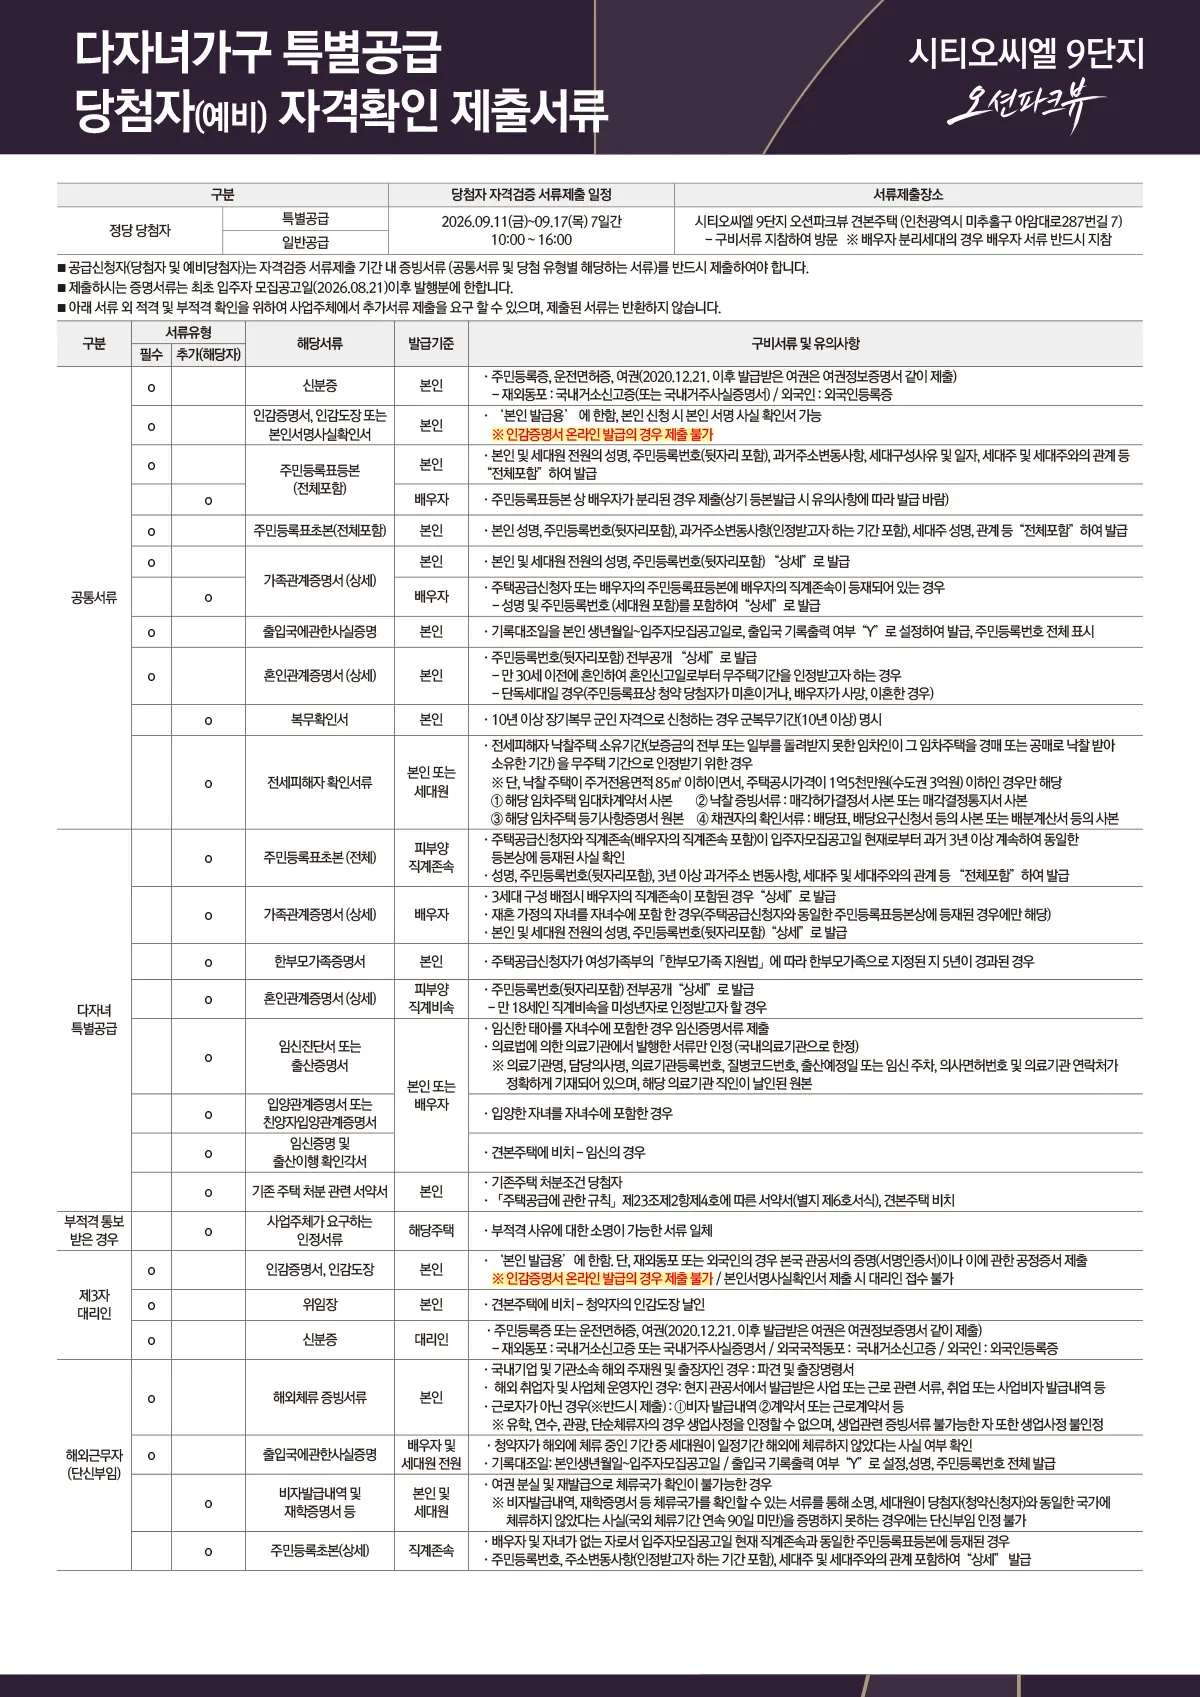 다자녀가구 특별공급
당첨자(예비) 자격확인 제출서류
시티오씨엘 9단지
오션파크뷰
구분
당첨자 자격검증 서류제출 일정
서류제출장소
정당 당첨자
특별공급
일반공급
2026.09.11(금)~09.17(목) 7일간
10:00 ~ 16:00
시티오씨엘 9단지 오션파크뷰 견본주택 (인천광역시 미추홀구 아암대로287번길 7)
– 구비서류 지참하여 방문 ※ 배우자 분리세대의 경우 배우자 서류 반드시 지참
■ 공급신청자(당첨자 및 예비당첨자)는 자격검증 서류제출 기간 내 증빙서류 (공통서류 및 당첨 유형별 해당하는 서류)를 반드시 제출하여야 합니다.
■ 제출하시는 증명서류는 최초 입주자 모집공고일(2026.08.21)이후 발행분에 한합니다.
■ 아래 서류 외 적격 및 부적격 확인을 위하여 사업주체에서 추가서류 제출을 요구 할 수 있으며, 제출된 서류는 반환하지 않습니다.
구분
서류유형
필수
추가(해당자)
해당서류
발급기준
구비서류 및 유의사항
공통서류
o
신분증
본인
· 주민등록증, 운전면허증, 여권(2020.12.21. 이후 발급받은 여권은 여권정보증명서 같이 제출)
– 재외동포 : 국내거소신고증(또는 국내거주사실증명서) / 외국인 : 외국인등록증
o
인감증명서, 인감도장 또는
본인서명사실확인서
본인
· ‘본인 발급용’ 에 한함, 본인 신청 시 본인 서명 사실 확인서 가능
※ 인감증명서 온라인 발급의 경우 제출 불가
o
주민등록표등본
(전체포함)
본인
· 본인 및 세대원 전원의 성명, 주민등록번호(뒷자리 포함), 과거주소변동사항, 세대구성사유 및 일자, 세대주 및 세대주와의 관계 등
“전체포함” 하여 발급
o
배우자
· 주민등록표등본 상 배우자가 분리된 경우 제출(상기 등본발급 시 유의사항에 따라 발급 바람)
o
주민등록표초본(전체포함)
본인
· 본인 성명, 주민등록번호(뒷자리포함), 과거주소변동사항(인정받고자 하는 기간 포함), 세대주 성명, 관계 등 “전체포함” 하여 발급
o
가족관계증명서 (상세)
본인
· 본인 및 세대원 전원의 성명, 주민등록번호(뒷자리포함) “상세”로 발급
o
배우자
· 주택공급신청자 또는 배우자의 주민등록표등본에 배우자의 직계존속이 등재되어 있는 경우
– 성명 및 주민등록번호 (세대원 포함)를 포함하여 “상세”로 발급
o
출입국에관한사실증명
본인
· 기록대조일을 본인 생년월일~입주자모집공고일로, 출입국 기록출력 여부 “Y”로 설정하여 발급, 주민등록번호 전체 표시
o
혼인관계증명서 (상세)
본인
· 주민등록번호(뒷자리포함) 전부공개 “상세”로 발급
– 만 30세 이전에 혼인하여 혼인신고일로부터 무주택기간을 인정받고자 하는 경우
– 단독세대일 경우(주민등록표상 청약 당첨자가 미혼이거나, 배우자가 사망, 이혼한 경우)
o
복무확인서
본인
· 10년 이상 장기복무 군인 자격으로 신청하는 경우 군복무기간(10년 이상) 명시
o
전세피해자 확인서류
본인 또는
세대원
· 전세피해자 낙찰주택 소유기간(보증금의 전부 또는 일부를 돌려받지 못한 임차인이 그 임차주택을 경매 또는 공매로 낙찰 받아
소유한 기간) 을 무주택 기간으로 인정받기 위한 경우
※ 단, 낙찰 주택이 주거전용면적 85㎡ 이하이면서, 주택공시가격이 1억5천만원(수도권 3억원) 이하인 경우만 해당
① 해당 임차주택 임대차계약서 사본 ② 낙찰 증빙서류 : 매각허가결정서 사본 또는 매각결정통지서 사본
③ 해당 임차주택 등기사항증명서 원본 ④ 채권자의 확인서류 : 배당표, 배당요구신청서 등의 사본 또는 배분계산서 등의 사본
다자녀
특별공급
o
주민등록표초본 (전체)
피부양
직계존속
· 주택공급신청자와 직계존속(배우자의 직계존속 포함)이 입주자모집공고일 현재로부터 과거 3년 이상 계속하여 동일한
등본상에 등재된 사실 확인
· 성명, 주민등록번호(뒷자리포함), 3년 이상 과거주소 변동사항, 세대주 및 세대주와의 관계 등 “전체포함” 하여 발급
o
가족관계증명서 (상세)
배우자
· 3세대 구성 배점시 배우자의 직계존속이 포함된 경우 “상세”로 발급
· 재혼 가정의 자녀를 자녀수에 포함 한 경우(주택공급신청자와 동일한 주민등록표등본상에 등재된 경우에만 해당)
· 본인 및 세대원 전원의 성명, 주민등록번호(뒷자리포함) “상세”로 발급
o
한부모가족증명서
본인
· 주택공급신청자가 여성가족부의 「한부모가족 지원법」에 따라 한부모가족으로 지정된 지 5년이 경과된 경우
o
혼인관계증명서 (상세)
피부양
직계비속
· 주민등록번호(뒷자리포함) 전부공개 “상세”로 발급
– 만 18세인 직계비속을 미성년자로 인정받고자 할 경우
o
임신진단서 또는
출산증명서
본인 또는
배우자
· 임신한 태아를 자녀수에 포함한 경우 임신증명서류 제출
· 의료법에 의한 의료기관에서 발행한 서류만 인정 (국내의료기관으로 한정)
※ 의료기관명, 담당의사명, 의료기관등록번호, 질병코드번호, 출산예정일 또는 임신 주차, 의사면허번호 및 의료기관 연락처가
정확하게 기재되어 있으며, 해당 의료기관 직인이 날인된 원본
o
입양관계증명서 또는
친양자입양관계증명서
· 입양한 자녀를 자녀수에 포함한 경우
o
임신증명 및
출산이행 확인각서
· 견본주택에 비치 – 임신의 경우
o
기존 주택 처분 관련 서약서
본인
· 기존주택 처분조건 당첨자
· 「주택공급에 관한 규칙」 제23조제2항제4호에 따른 서약서(별지 제6호서식), 견본주택 비치
부적격 통보
받은 경우
o
사업주체가 요구하는
인정서류
해당주택
· 부적격 사유에 대한 소명이 가능한 서류 일체
제3자
대리인
o
인감증명서, 인감도장
본인
· ‘본인 발급용’에 한함. 단, 재외동포 또는 외국인의 경우 본국 관공서의 증명(서명인증서)이나 이에 관한 공정증서 제출
※ 인감증명서 온라인 발급의 경우 제출 불가 / 본인서명사실확인서 제출 시 대리인 접수 불가
o
위임장
본인
· 견본주택에 비치 – 청약자의 인감도장 날인
o
신분증
대리인
· 주민등록증 또는 운전면허증, 여권(2020.12.21. 이후 발급받은 여권은 여권정보증명서 같이 제출)
– 재외동포 : 국내거소신고증 또는 국내거주사실증명서 / 외국국적동포 : 국내거소신고증 / 외국인 : 외국인등록증
해외근무자
(단신부임)
o
해외체류 증빙서류
본인
· 국내기업 및 기관소속 해외 주재원 및 출장자인 경우 : 파견 및 출장명령서
· 해외 취업자 및 사업체 운영자인 경우: 현지 관공서에서 발급받은 사업 또는 근로 관련 서류, 취업 또는 사업비자 발급내역 등
· 근로자가 아닌 경우(※반드시 제출) : ①비자 발급내역 ②계약서 또는 근로계약서 등
※ 유학, 연수, 관광, 단순체류자의 경우 생업사정을 인정할 수 없으며, 생업관련 증빙서류 불가능한 자 또한 생업사정 불인정
o
출입국에관한사실증명
배우자 및
세대원 전원
· 청약자가 해외에 체류 중인 기간 중 세대원이 일정기간 해외에 체류하지 않았다는 사실 여부 확인
· 기록대조일: 본인생년월일~입주자모집공고일 / 출입국 기록출력 여부 “Y”로 설정,성명, 주민등록번호 전체 발급
o
비자발급내역 및
재학증명서 등
본인 및
세대원
· 여권 분실 및 재발급으로 체류국가 확인이 불가능한 경우
※ 비자발급내역, 재학증명서 등 체류국가를 확인할 수 있는 서류를 통해 소명, 세대원이 당첨자(청약신청자)와 동일한 국가에
체류하지 않았다는 사실(국외 체류기간 연속 90일 미만)을 증명하지 못하는 경우에는 단신부임 인정 불가
o
주민등록초본(상세)
직계존속
· 배우자 및 자녀가 없는 자로서 입주자모집공고일 현재 직계존속과 동일한 주민등록표등본에 등재된 경우
· 주민등록번호, 주소변동사항(인정받고자 하는 기간 포함), 세대주 및 세대주와의 관계 포함하여 “상세” 발급